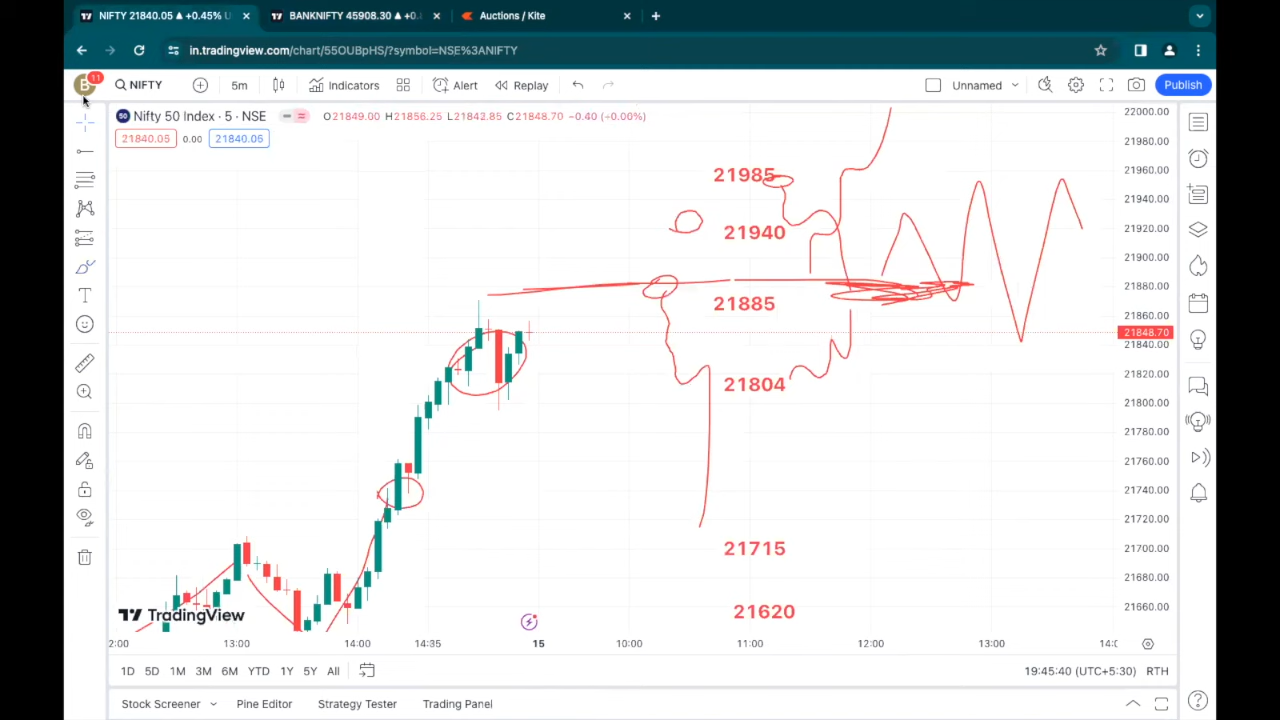 NIFTY 21840.05 ▲ +0.45% U
BANKNIFTY 45908.30 ▲ +0.
Auctions / Kite
in.tradingview.com/chart/55OUBpHS/?symbol=NSE%3ANIFTY
B 11 NIFTY 5m Indicators Alert Replay Unnamed Publish
50 Nifty 50 Index · 5 · NSE O21849.00 H21856.25 L21842.85 C21848.70 −0.40 (−0.00%)
21840.05 0.00 21840.05
22000.00
21980.00
21985
21960.00
21940.00
21940
21920.00
21900.00
21880.00
21885
21860.00
21848.70
21840.00
21820.00
21804
21800.00
21780.00
21760.00
21740.00
21720.00
21715
21700.00
21680.00
21660.00
21620
TradingView
2:00 13:00 14:00 14:35 15 10:00 11:00 12:00 13:00 14:0
1D 5D 1M 3M 6M YTD 1Y 5Y All 19:45:40 (UTC+5:30) RTH
Stock Screener Pine Editor Strategy Tester Trading Panel